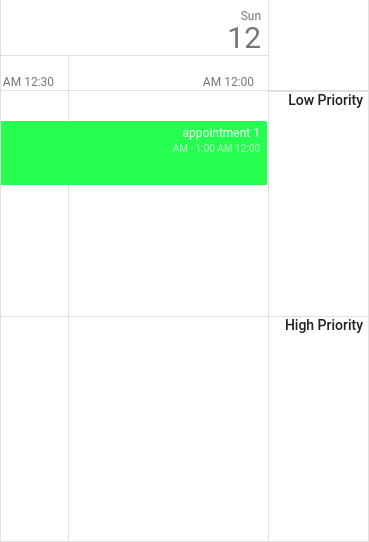 Sun
12
AM 12:00
AM 12:30
Low Priority
appointment 1
AM - 1:00 AM 12:00
High Priority